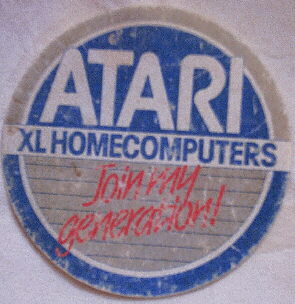 ATARI
XL HOMECOMPUTERS
Join my
generation!